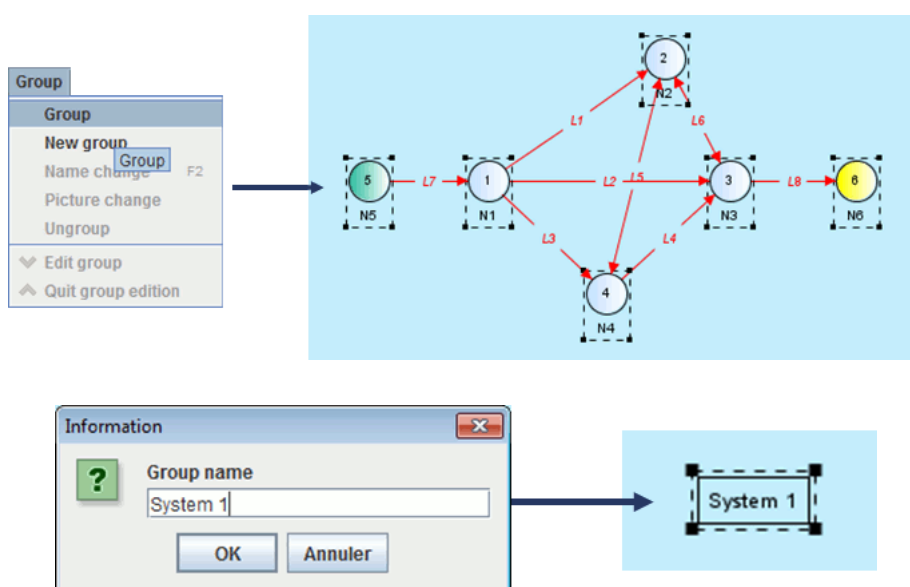 Group
Group
New group
Group
Name change F2
Picture change
Ungroup
Edit group
Quit group edition
2
N2
L1
L6
5
N5
L7
1
N1
L2
L5
3
N3
L8
6
N6
L3
L4
4
N4
Information
?
Group name
System 1
OK Annuler
System 1